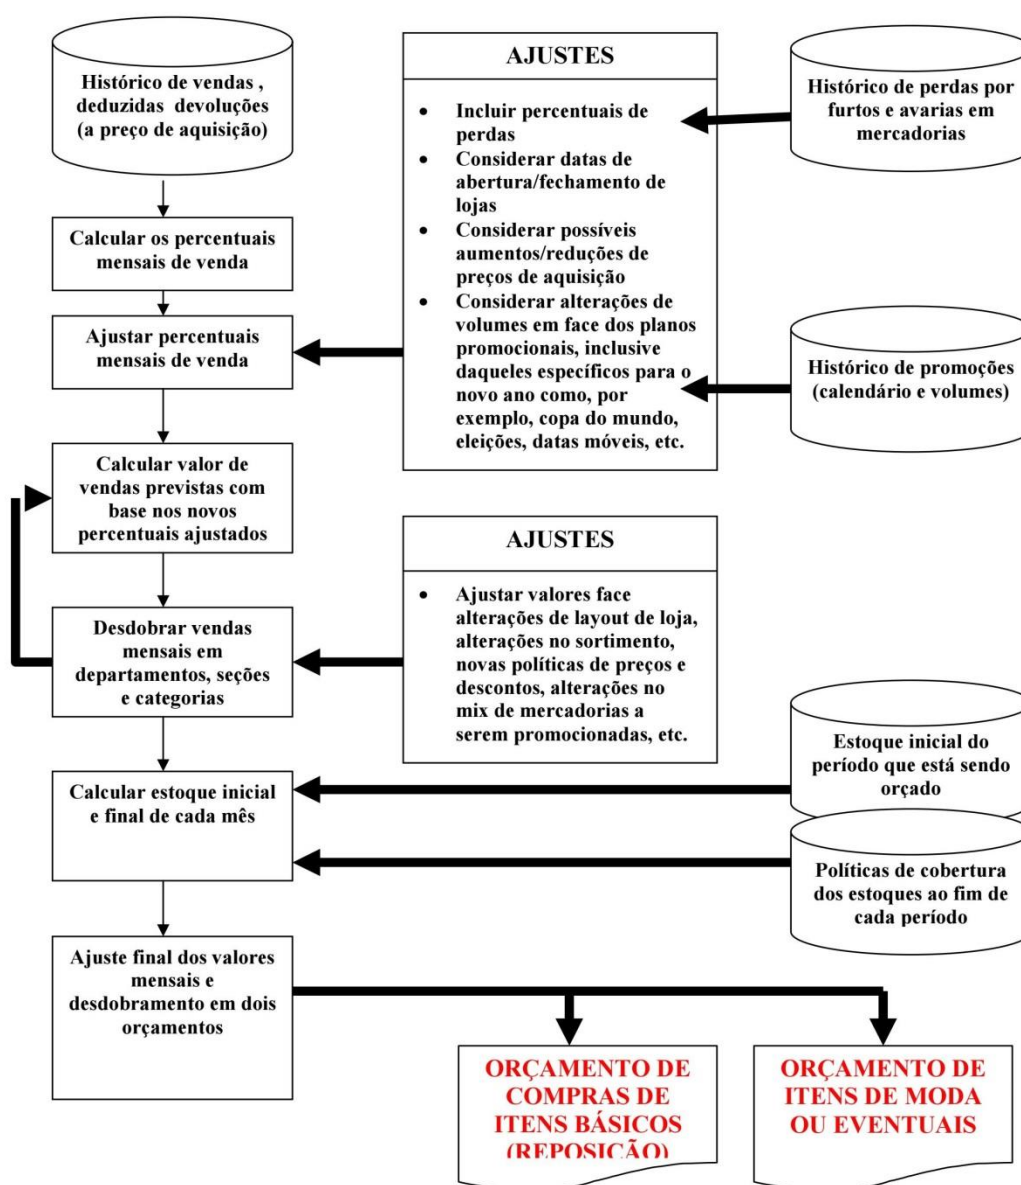 Histórico de vendas ,
deduzidas devoluções
(a preço de aquisição)
Calcular os percentuais
mensais de venda
Ajustar percentuais
mensais de venda
Calcular valor de
vendas previstas com
base nos novos
percentuais ajustados
Desdobrar vendas
mensais em
departamentos, seções
e categorias
Calcular estoque inicial
e final de cada mês
Ajuste final dos valores
mensais e
desdobramento em dois
orçamentos
AJUSTES
• Incluir percentuais de
perdas
• Considerar datas de
abertura/fechamento de
lojas
• Considerar possíveis
aumentos/reduções de
preços de aquisição
• Considerar alterações de
volumes em face dos planos
promocionais, inclusive
daqueles específicos para o
novo ano como, por
exemplo, copa do mundo,
eleições, datas móveis, etc.
AJUSTES
• Ajustar valores face
alterações de layout de loja,
alterações no sortimento,
novas políticas de preços e
descontos, alterações no
mix de mercadorias a
serem promocionadas, etc.
Histórico de perdas por
furtos e avarias em
mercadorias
Histórico de promoções
(calendário e volumes)
Estoque inicial do
período que está sendo
orçado
Políticas de cobertura
dos estoques ao fim de
cada período
ORÇAMENTO DE
COMPRAS DE
ITENS BÁSICOS
(REPOSIÇÃO)
ORÇAMENTO DE
ITENS DE MODA
OU EVENTUAIS